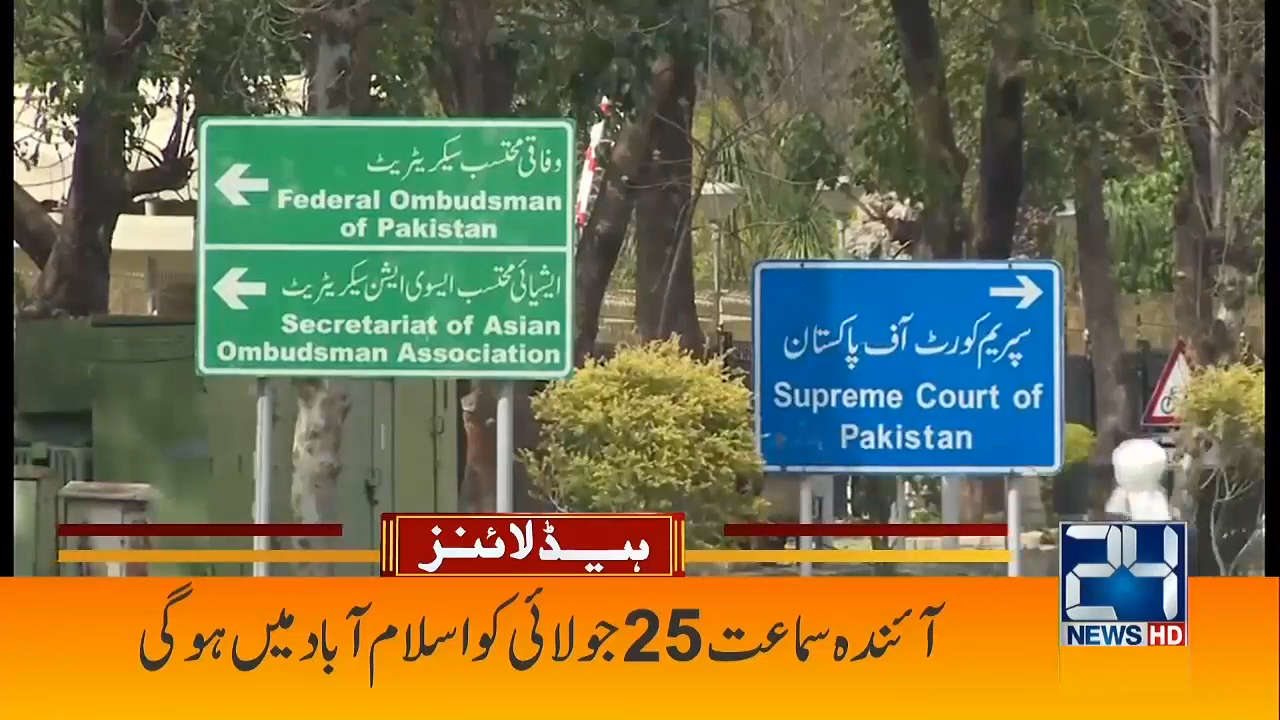 وفاقی محتسب سیکریٹریٹ
Federal Ombudsman
of Pakistan
ایشیائی محتسب ایسوی ایشن سیکریٹریٹ
Secretariat of Asian
Ombudsman Association
سپریم کورٹ آف پاکستان
Supreme Court of
Pakistan
ہیڈلائنز
آئندہ سماعت 25 جولائی کو اسلام آباد میں ہو گی
24
NEWS HD